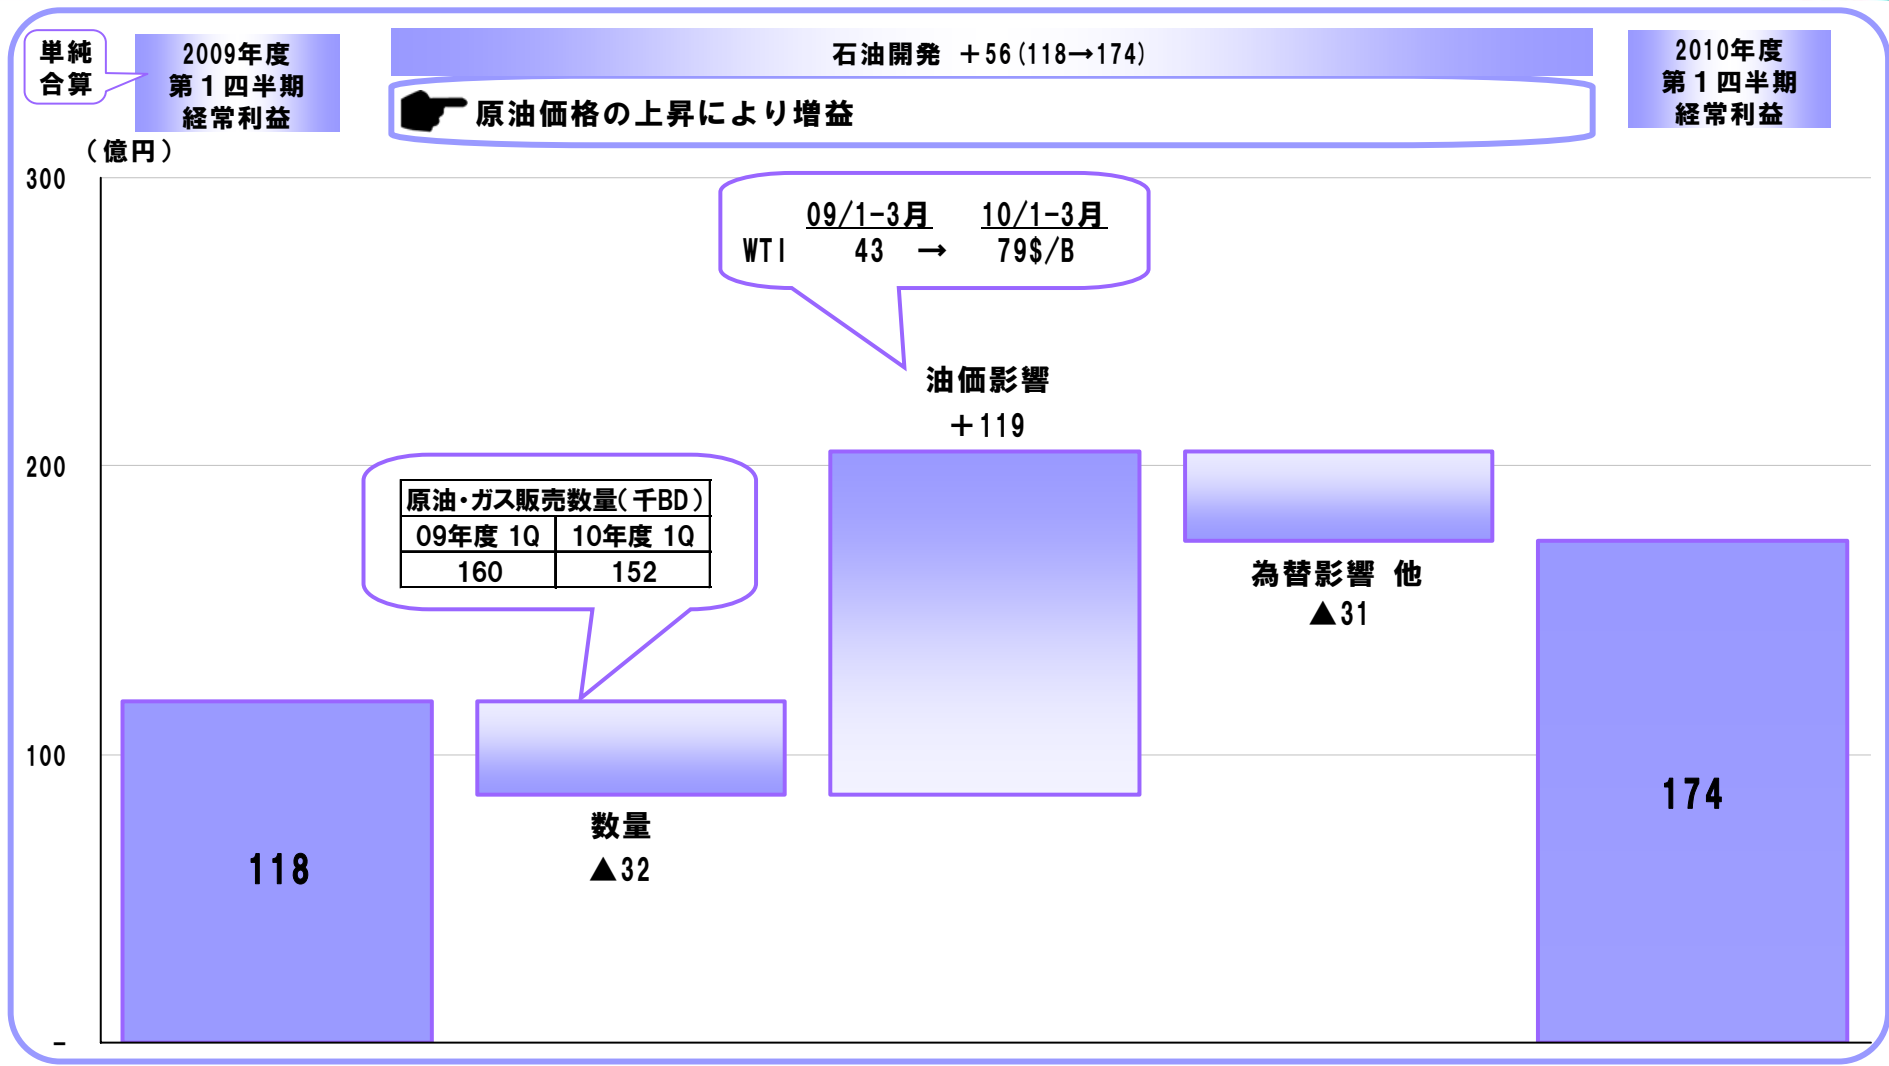 単純
合算
2009年度
第１四半期
経常利益
石油開発 ＋56(118→174)
原油価格の上昇により増益
2010年度
第１四半期
経常利益
（億円）
300
200
100
-
09/1-3月 10/1-3月
WTI 43 → 79$/B
油価影響
＋119
原油・ガス販売数量（千BD）
09年度 1Q 10年度 1Q
160 152
為替影響 他
▲31
数量
▲32
118
174